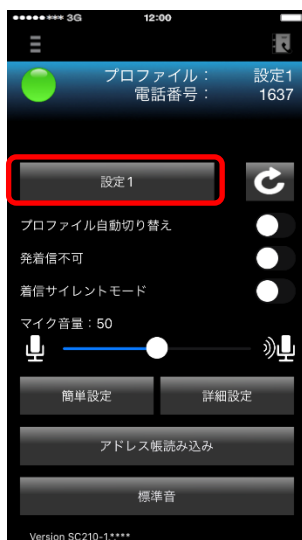 ●●●●●*** 3G 12:00
プロファイル： 設定1
電話番号： 1637
設定1
プロファイル自動切り替え
発着信不可
着信サイレントモード
マイク音量：50
簡単設定 詳細設定
アドレス帳読み込み
標準音
Version SC210-1.****